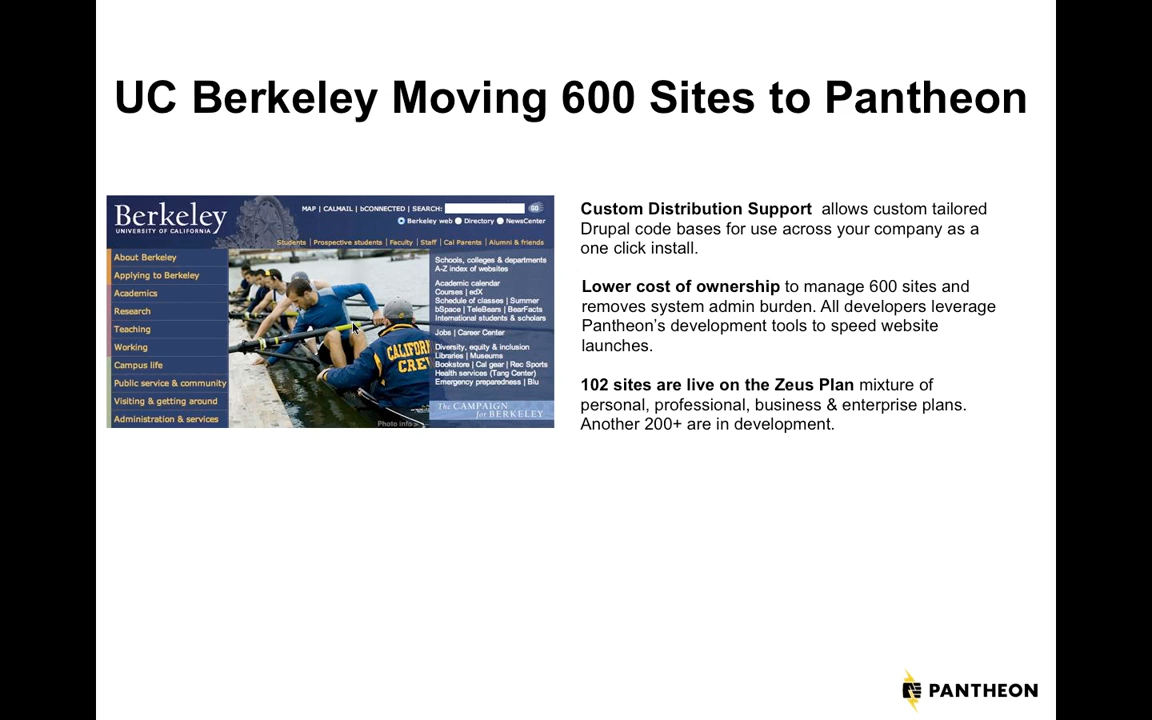 UC Berkeley Moving 600 Sites to Pantheon
Berkeley
UNIVERSITY OF CALIFORNIA
MAP | CALMAIL | bCONNECTED | SEARCH: GO
Berkeley web Directory NewsCenter
Students | Prospective students | Faculty | Staff | Cal Parents | Alumni & friends
About Berkeley
Applying to Berkeley
Academics
Research
Teaching
Working
Campus life
Public service & community
Visiting & getting around
Administration & services
CALIFORN
CREW
Photo info
Schools, colleges & departments
A-Z index of websites
Academic calendar
Courses | edX
Schedule of classes | Summer
bSpace | TeleBears | BearFacts
International students & scholars
Jobs | Career Center
Diversity, equity & inclusion
Libraries | Museums
Bookstore | Cal gear | Rec Sports
Health services (Tang Center)
Emergency preparedness | Blu
The CAMPAIGN
for BERKELEY
Custom Distribution Support allows custom tailored
Drupal code bases for use across your company as a
one click install.
Lower cost of ownership to manage 600 sites and
removes system admin burden. All developers leverage
Pantheon's development tools to speed website
launches.
102 sites are live on the Zeus Plan mixture of
personal, professional, business & enterprise plans.
Another 200+ are in development.
PANTHEON